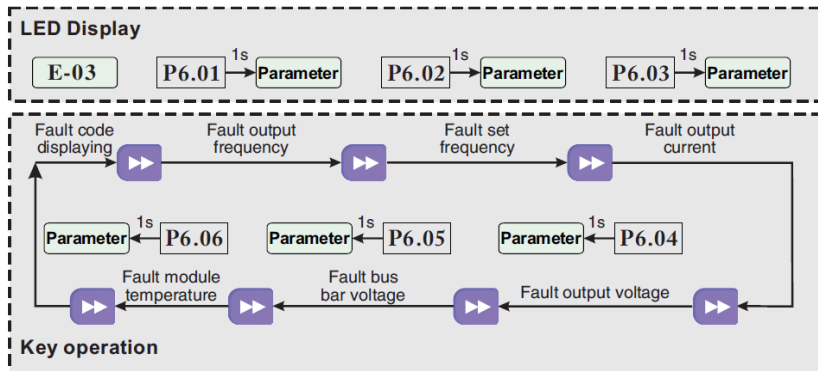 LED Display
E-03
P6.01
1s
Parameter
P6.02
1s
Parameter
P6.03
1s
Parameter
Fault code
displaying
Fault output
frequency
Fault set
frequency
Fault output
current
Parameter
1s
P6.06
Parameter
1s
P6.05
Parameter
1s
P6.04
Fault module
temperature
Fault bus
bar voltage
Fault output voltage
Key operation